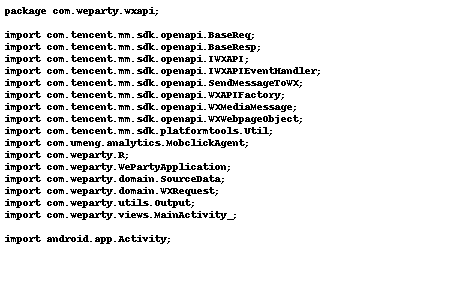 package com.weparty.wxapi;

import com.tencent.mm.sdk.openapi.BaseReq;
import com.tencent.mm.sdk.openapi.BaseResp;
import com.tencent.mm.sdk.openapi.IWXAPI;
import com.tencent.mm.sdk.openapi.IWXAPIEventHandler;
import com.tencent.mm.sdk.openapi.SendMessageToWX;
import com.tencent.mm.sdk.openapi.WXAPIFactory;
import com.tencent.mm.sdk.openapi.WXMediaMessage;
import com.tencent.mm.sdk.openapi.WXWebpageObject;
import com.tencent.mm.sdk.platformtools.Util;
import com.umeng.analytics.MobclickAgent;
import com.weparty.R;
import com.weparty.WePartyApplication;
import com.weparty.domain.SourceData;
import com.weparty.domain.WXRequest;
import com.weparty.utils.Output;
import com.weparty.views.MainActivity_;

import android.app.Activity;